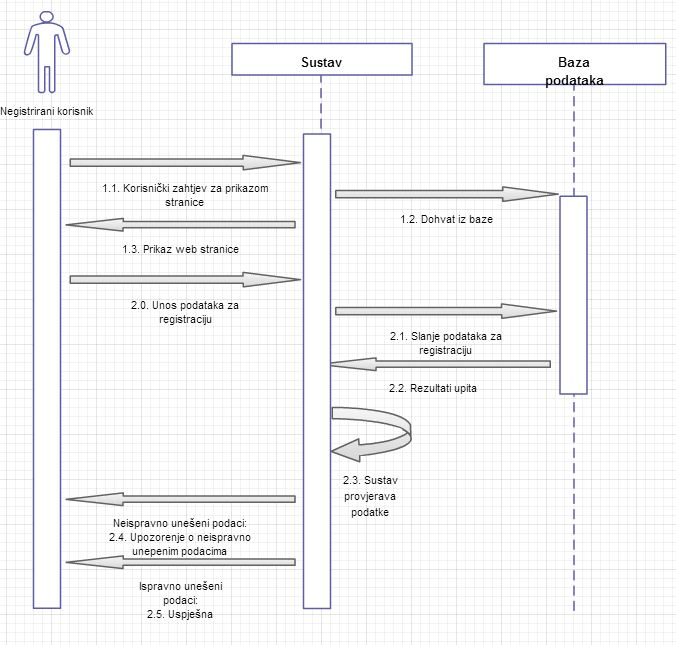 Sustav
Baza
podataka
Negistrirani korisnik
1.1. Korisnički zahtjev za prikazom
stranice
1.2. Dohvat iz baze
1.3. Prikaz web stranice
2.0. Unos podataka za
registraciju
2.1. Slanje podataka za
registraciju
2.2. Rezultati upita
2.3. Sustav
provjerava
podatke
Neispravno unešeni podaci:
2.4. Upozorenje o neispravno
unepenim podacima
Ispravno unešeni
podaci:
2.5. Uspješna